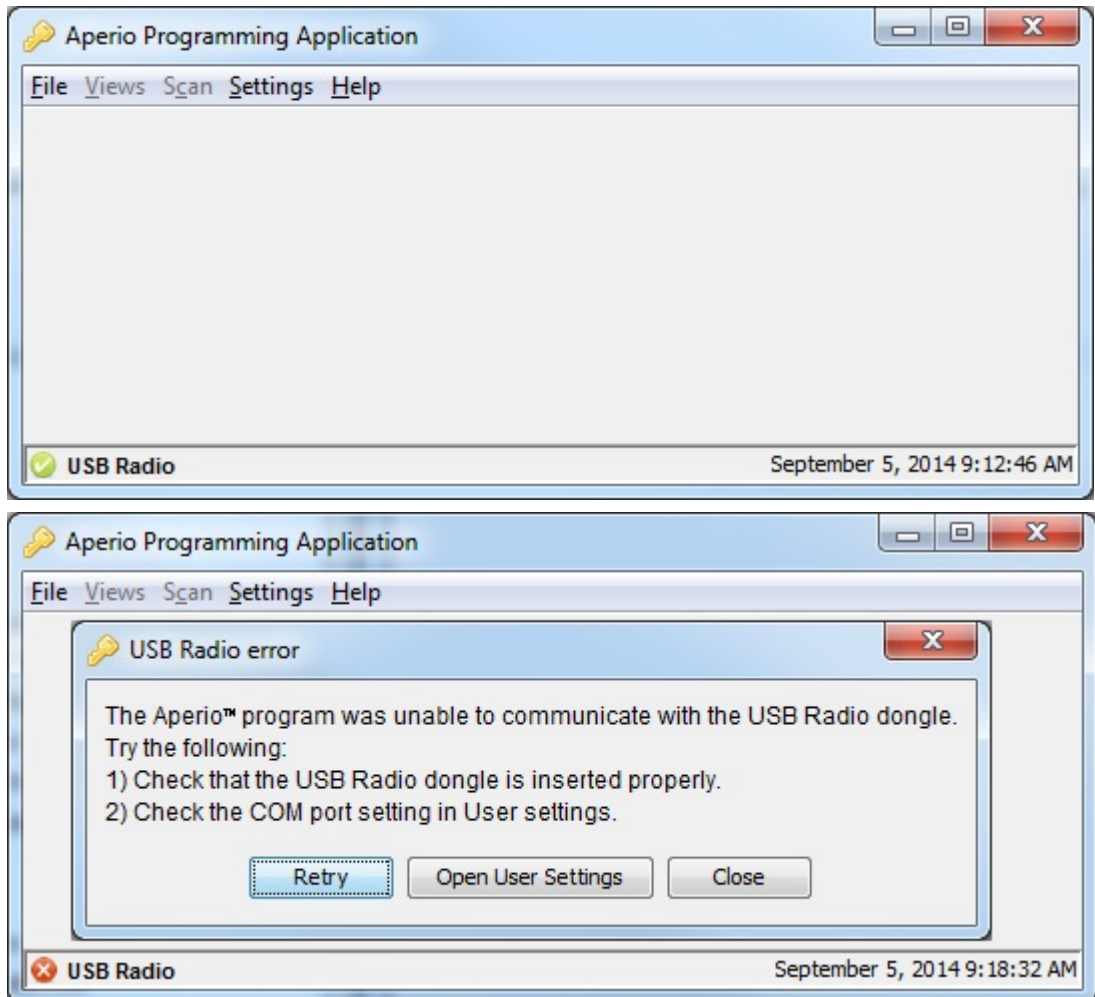 Aperio Programming Application
File Views Scan Settings Help
USB Radio September 5, 2014 9:12:46 AM
Aperio Programming Application
File Views Scan Settings Help
USB Radio error
The Aperio™ program was unable to communicate with the USB Radio dongle.
Try the following:
1) Check that the USB Radio dongle is inserted properly.
2) Check the COM port setting in User settings.
Retry Open User Settings Close
USB Radio September 5, 2014 9:18:32 AM